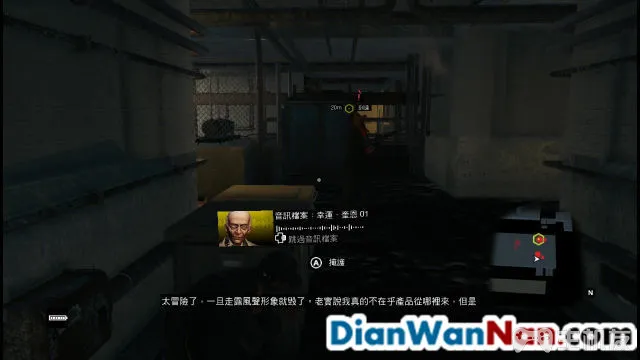 20m 到達
音訊檔案：幸運．奎恩 01
跳過音訊檔案
A 掩護
N
太冒險了，一旦走露風聲形象就毀了。老實說我真的不在乎產品從哪裡來，但是
DianWanNan.com